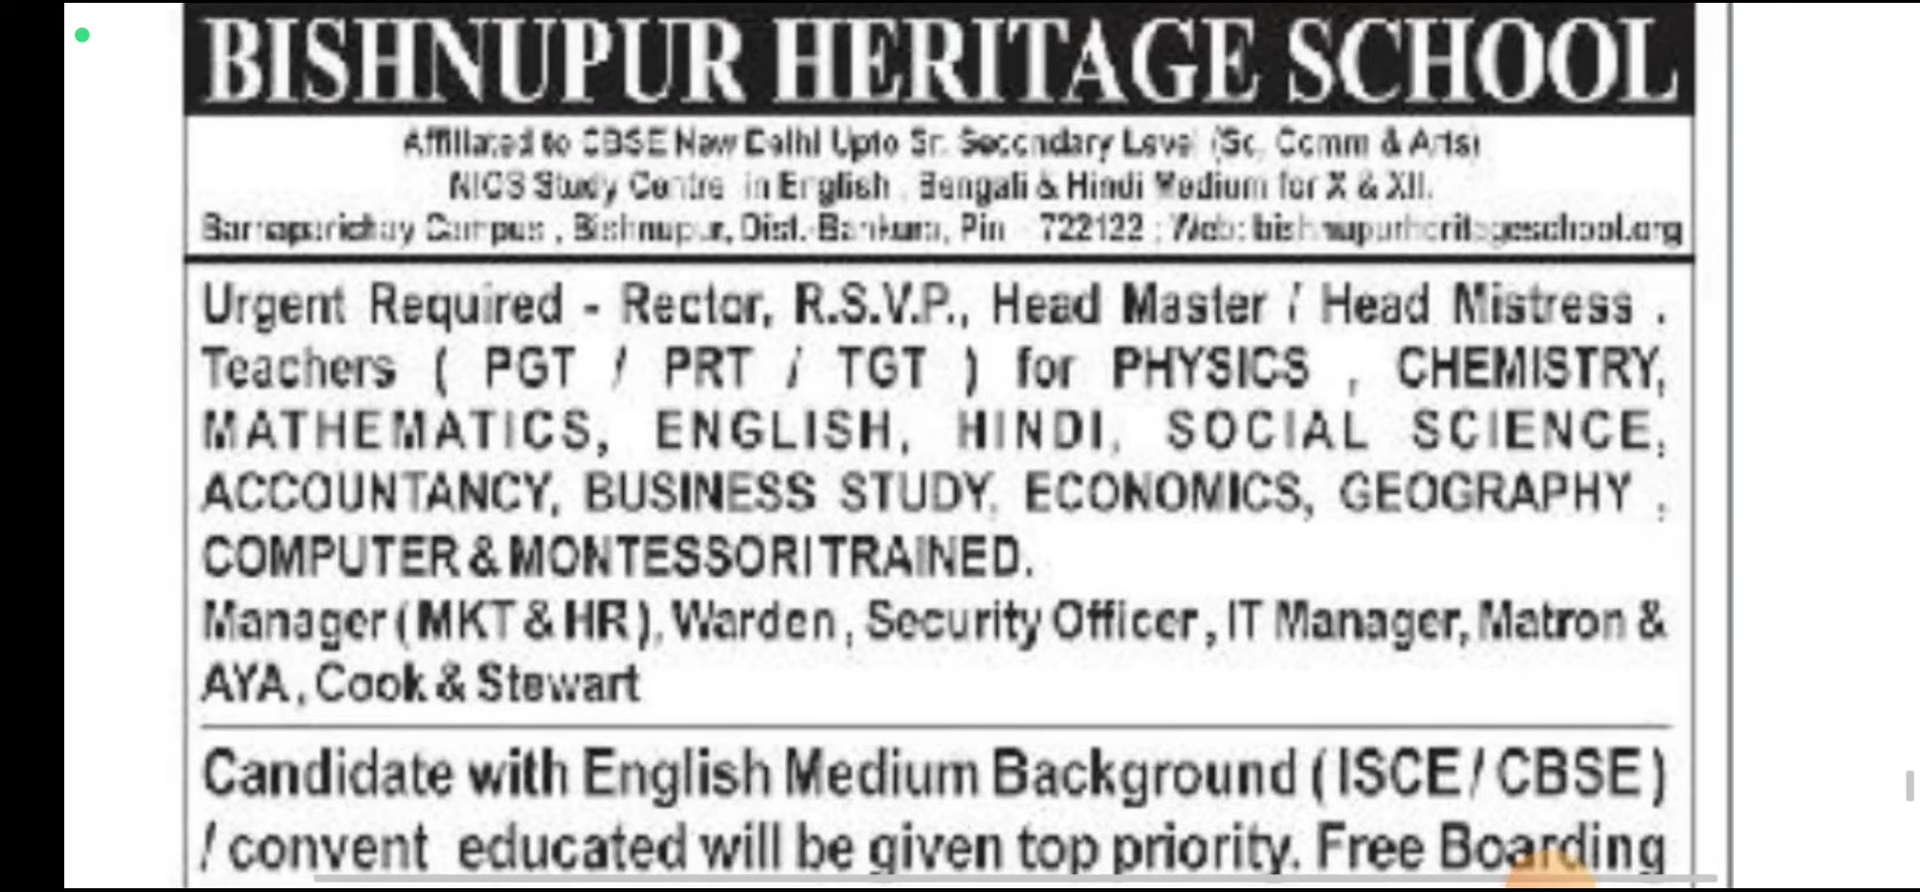 BISHNUPUR HERITAGE SCHOOL
Affiliated to CBSE New Delhi Upto Sr. Secondary Level (Sc. Comm & Arts)
Study Centre in English , Bengali & Hindi Medium for X & XII.
Campus , Bishnupur, Dist.-Bankura, Pin - 722122 ; Web: bishnupurheritageschool.org
Urgent Required - Rector, R.S.V.P., Head Master / Head Mistress .
Teachers ( PGT / PRT / TGT ) for PHYSICS , CHEMISTRY,
MATHEMATICS, ENGLISH, HINDI, SOCIAL SCIENCE,
ACCOUNTANCY, BUSINESS STUDY, ECONOMICS, GEOGRAPHY ,
COMPUTER & MONTESSORI TRAINED.
Manager ( MKT & HR ), Warden , Security Officer , IT Manager, Matron &
AYA , Cook & Stewart
Candidate with English Medium Background ( ISCE / CBSE )
/ convent educated will be given top priority. Free Boarding